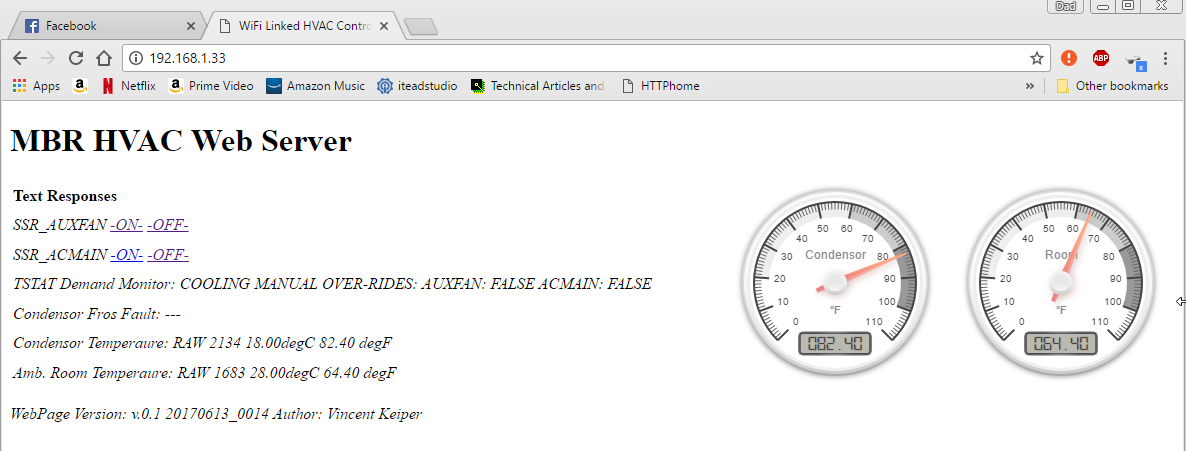 Dad
Facebook
WiFi Linked HVAC Contro
192.168.1.33
ABP
x
Apps
Netflix
Prime Video
Amazon Music
iteadstudio
Technical Articles and
HTTPhome
»
Other bookmarks
MBR HVAC Web Server
Text Responses
SSR_AUXFAN -ON- -OFF-
SSR_ACMAIN -ON- -OFF-
TSTAT Demand Monitor: COOLING MANUAL OVER-RIDES: AUXFAN: FALSE ACMAIN: FALSE
Condensor Fros Fault: ---
Condensor Temperaure: RAW 2134 18.00degC 82.40 degF
Amb. Room Temperaure: RAW 1683 28.00degC 64.40 degF
WebPage Version: v.0.1 20170613_0014 Author: Vincent Keiper
0 10 20 30 40 50 60 70 80 90 100 110
Condensor
°F
082.40
0 10 20 30 40 50 60 70 80 90 100 110
Room
°F
064.40